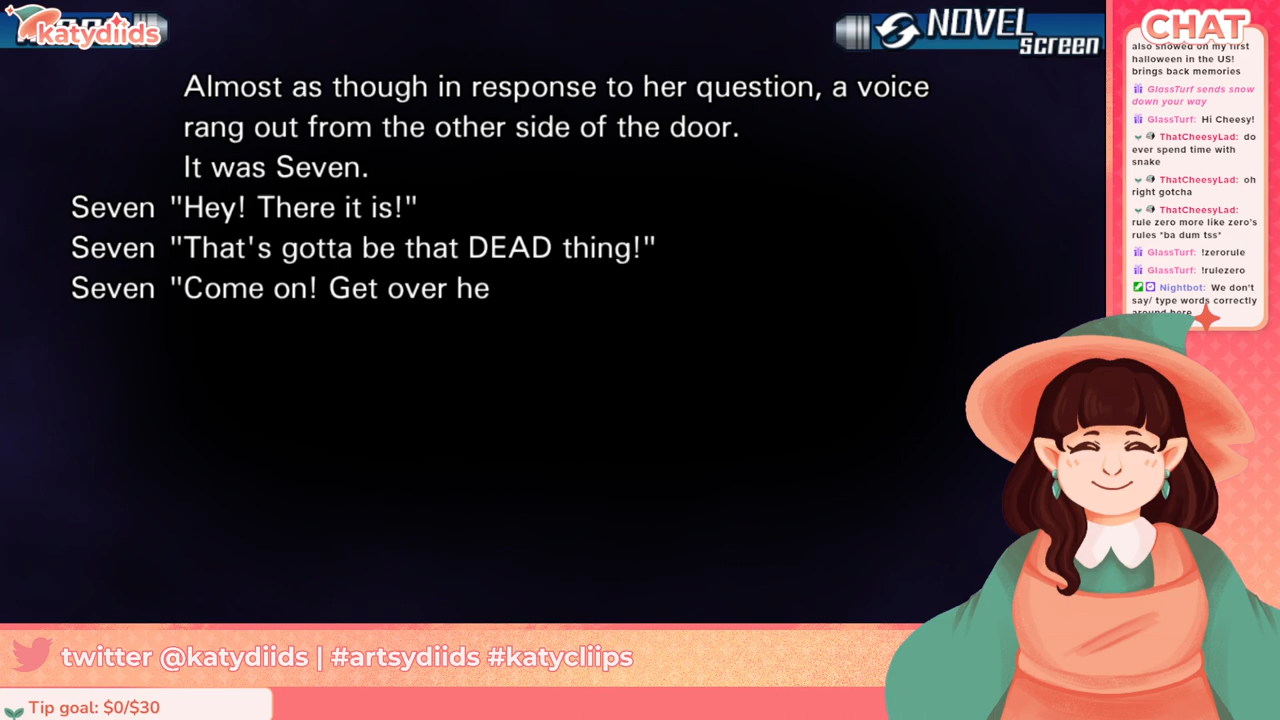 katydiids
NOVEL
Screen
CHAT
Almost as though in response to her question, a voice
rang out from the other side of the door.
It was Seven.
Seven "Hey! There it is!"
Seven "That's gotta be that DEAD thing!"
Seven "Come on! Get over he
also snowed on my first
halloween in the US!
brings back memories
GlassTurf sends snow
down your way
GlassTurf: Hi Cheesy!
ThatCheesyLad: do
ever spend time with
snake
ThatCheesyLad: oh
right gotcha
ThatCheesyLad:
rule zero more like zero's
rules *ba dum tss*
GlassTurf: !zerorule
GlassTurf: !rulezero
Nightbot: We don't
say/ type words correctly
around here
twitter @katydiids | #artsydiids #katycliips
Tip goal: $0/$30